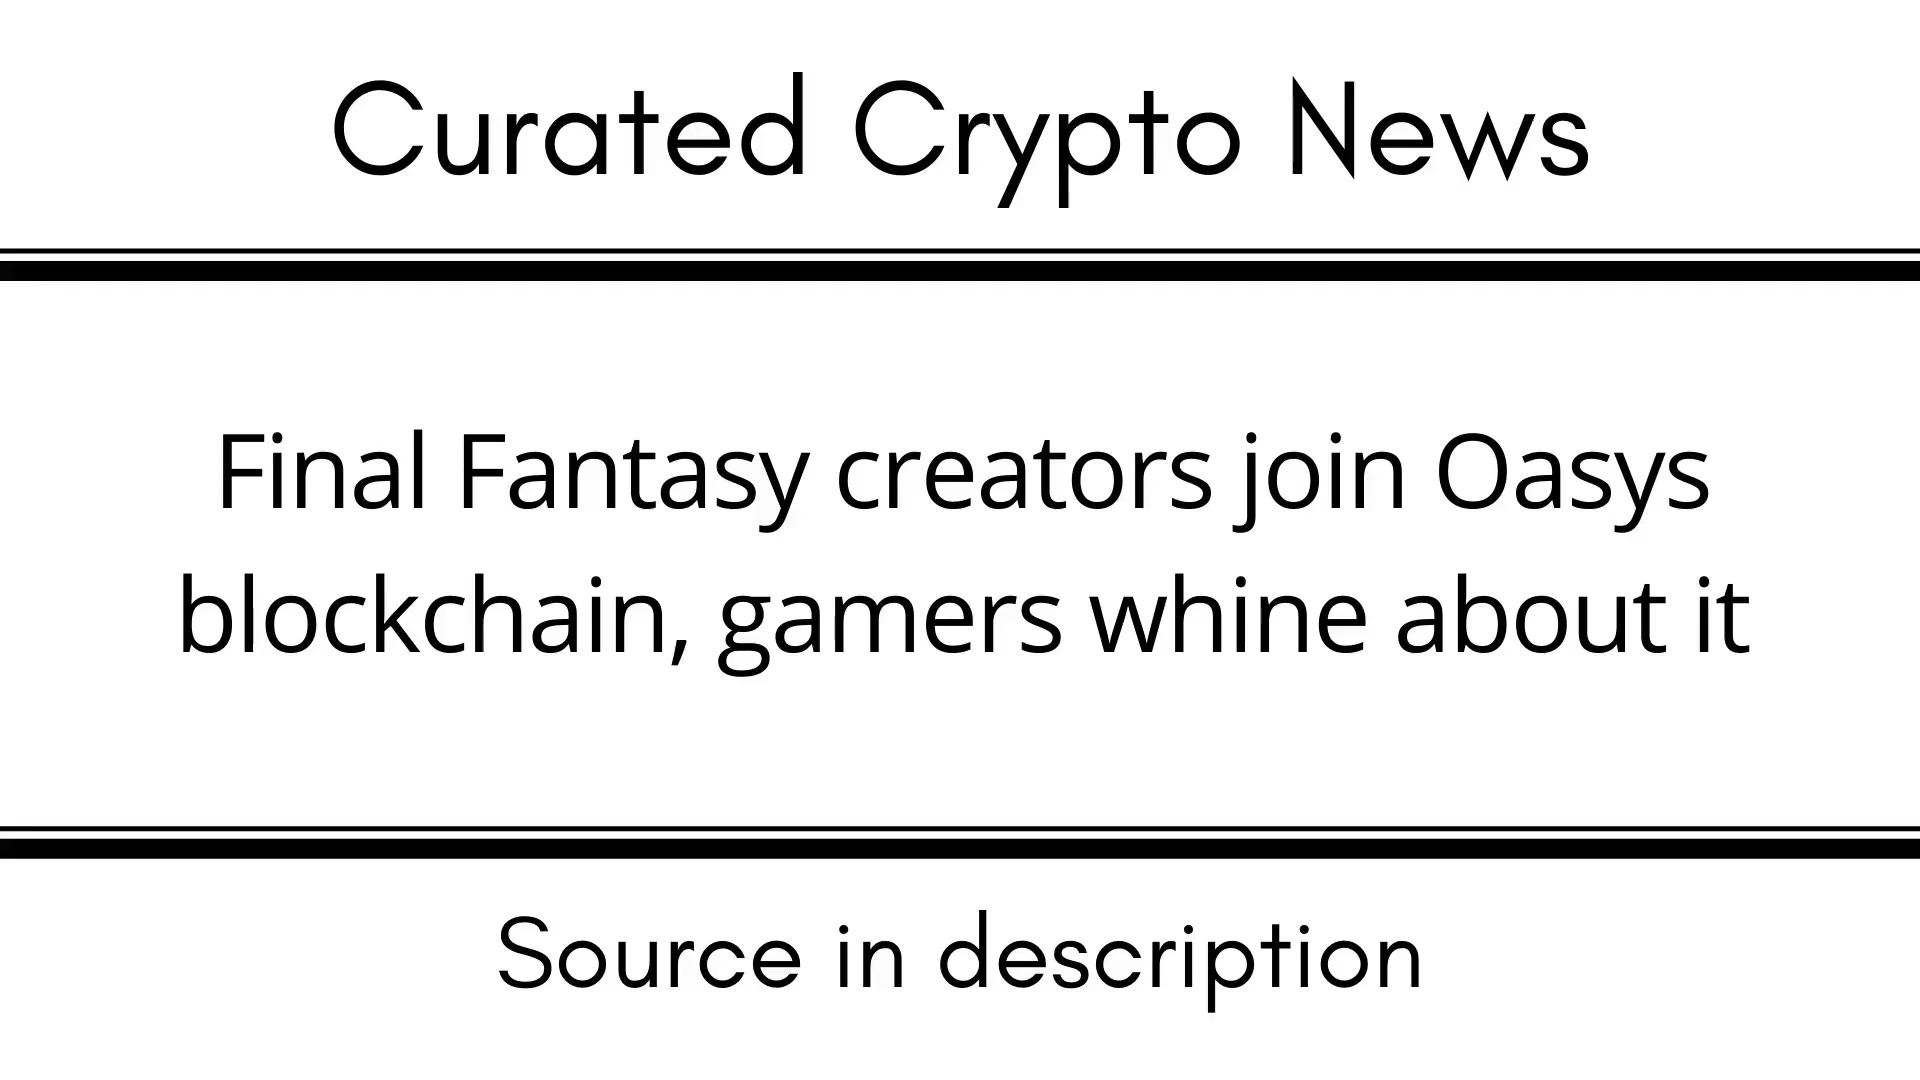 Curated Crypto News
Final Fantasy creators join Oasys
blockchain, gamers whine about it
Source in description